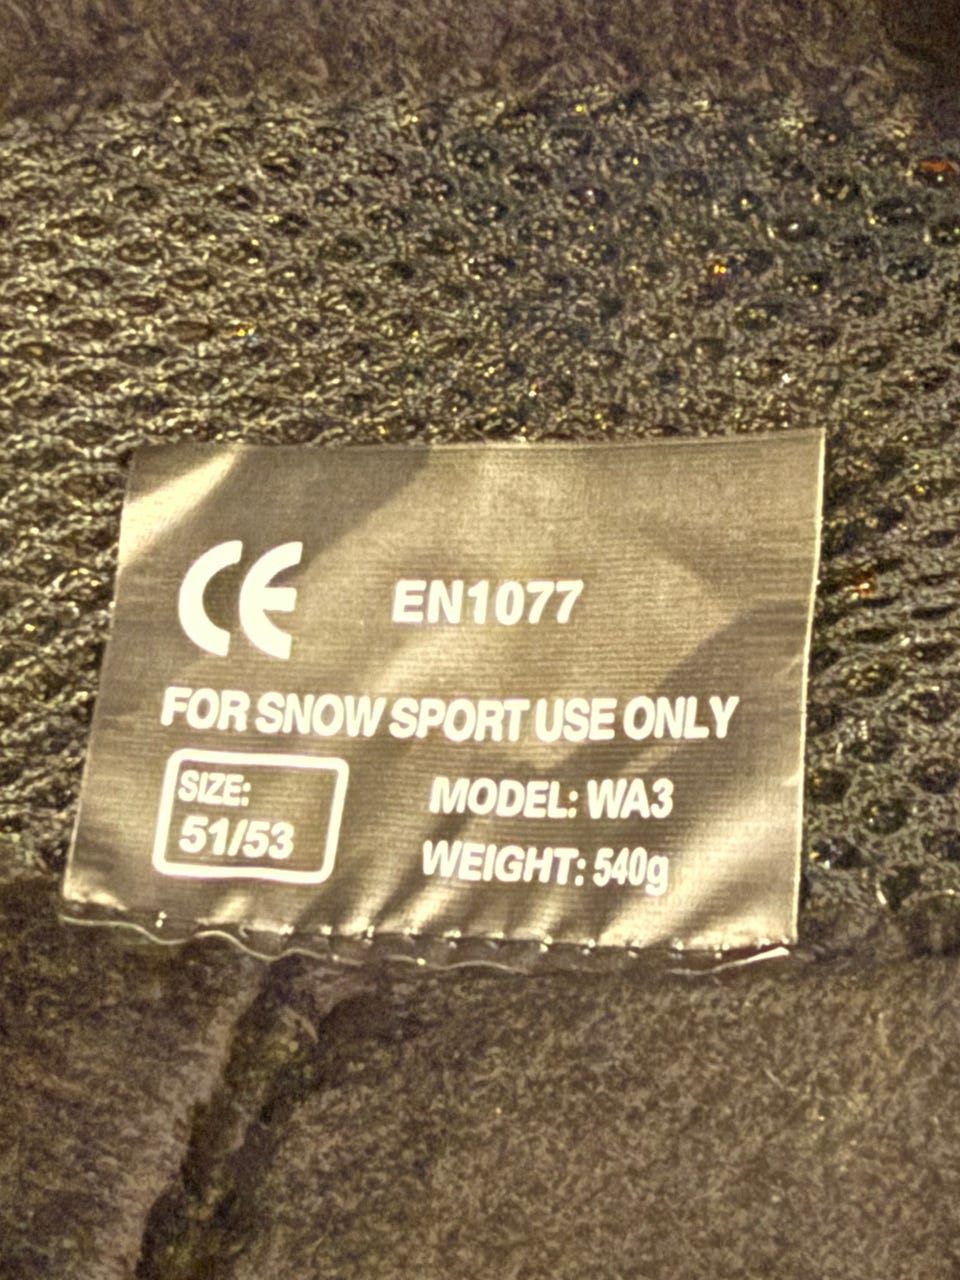 CE EN1077
FOR SNOW SPORT USE ONLY
SIZE:
51/53
MODEL: WA3
WEIGHT: 540g